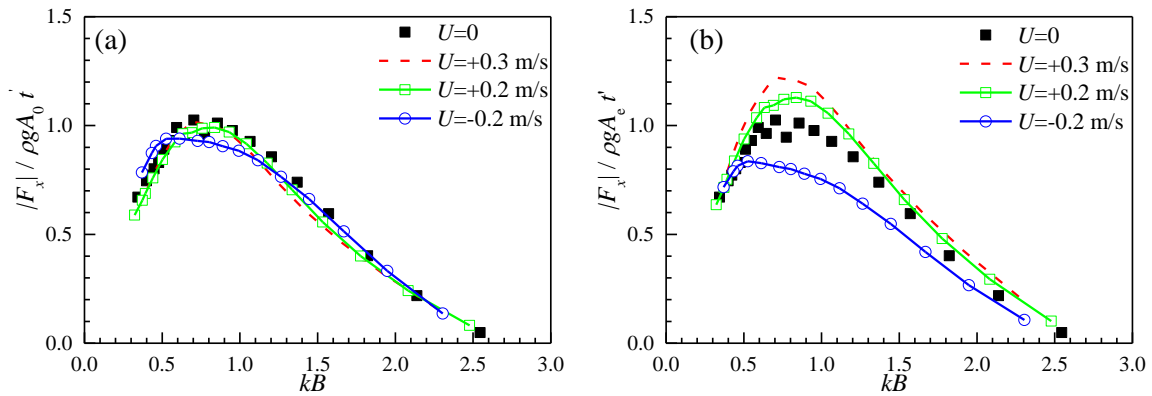 (a)
U=0
U=+0.3 m/s
U=+0.2 m/s
U=-0.2 m/s
|Fₓ| / ρgA₀ t'
1.5
1.0
0.5
0.0
0.0 0.5 1.0 1.5 2.0 2.5 3.0
kB
(b)
U=0
U=+0.3 m/s
U=+0.2 m/s
U=-0.2 m/s
|Fₓ| / ρgAₑ t'
1.5
1.0
0.5
0.0
0.0 0.5 1.0 1.5 2.0 2.5 3.0
kB